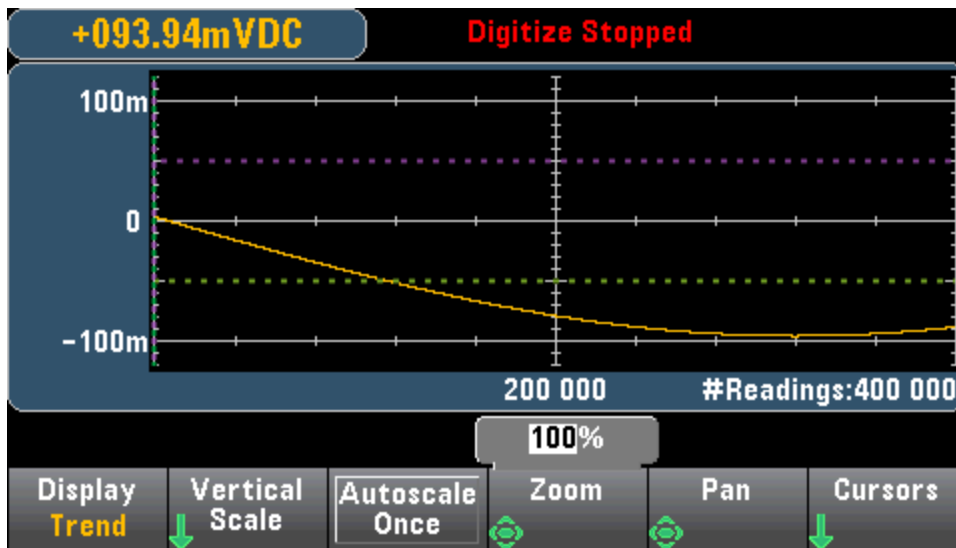 +093.94mVDC
Digitize Stopped
100m
0
-100m
200 000
#Readings:400 000
100%
Display
Trend
Vertical
Scale
Autoscale
Once
Zoom
Pan
Cursors